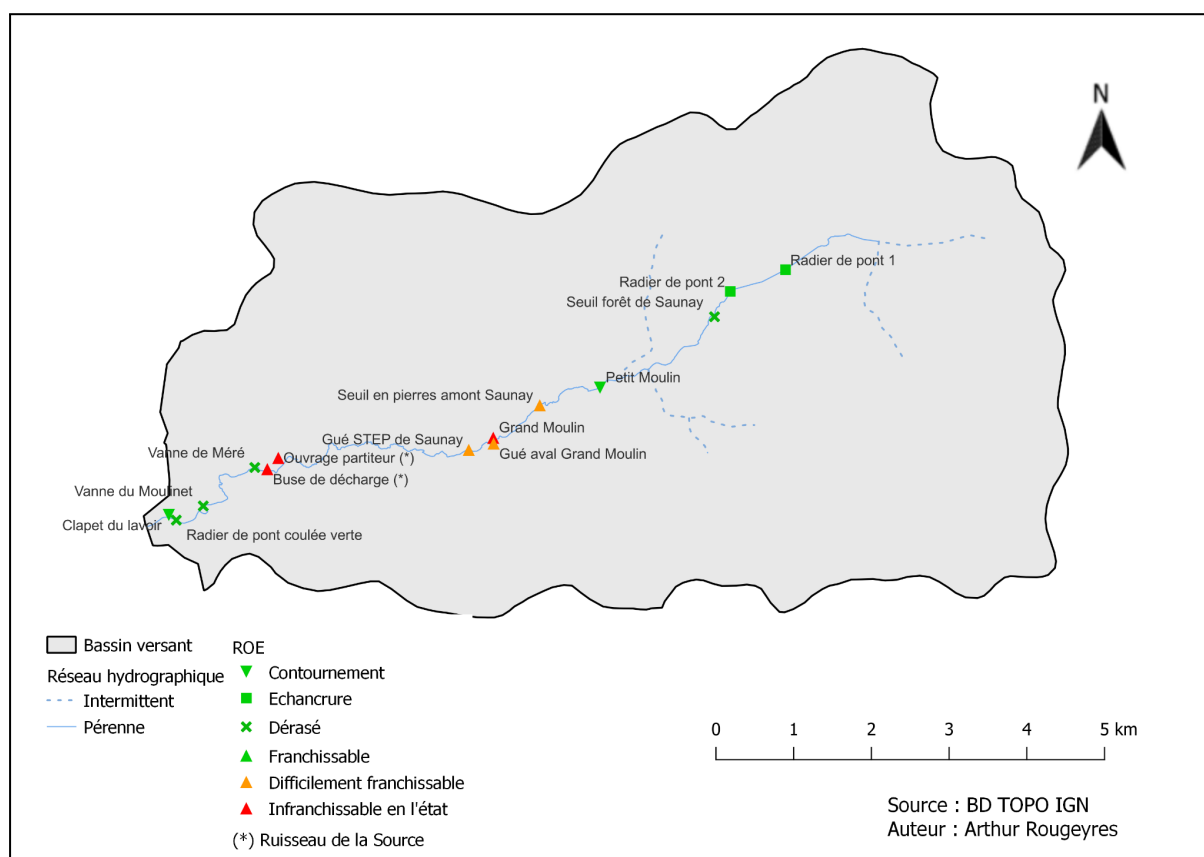 N
Radier de pont 1
Radier de pont 2
Seuil forêt de Saunay
Petit Moulin
Seuil en pierres amont Saunay
Grand Moulin
Gué STEP de Saunay
Gué aval Grand Moulin
Vanne de Méré
Ouvrage partiteur (*)
Buse de décharge (*)
Vanne du Moulinet
Clapet du lavoir
Radier de pont coulée verte
Bassin versant
Réseau hydrographique
Intermittent
Pérenne
ROE
Contournement
Echancrure
Dérasé
Franchissable
Difficilement franchissable
Infranchissable en l'état
(*) Ruisseau de la Source
0 1 2 3 4 5 km
Source : BD TOPO IGN
Auteur : Arthur Rougeyres